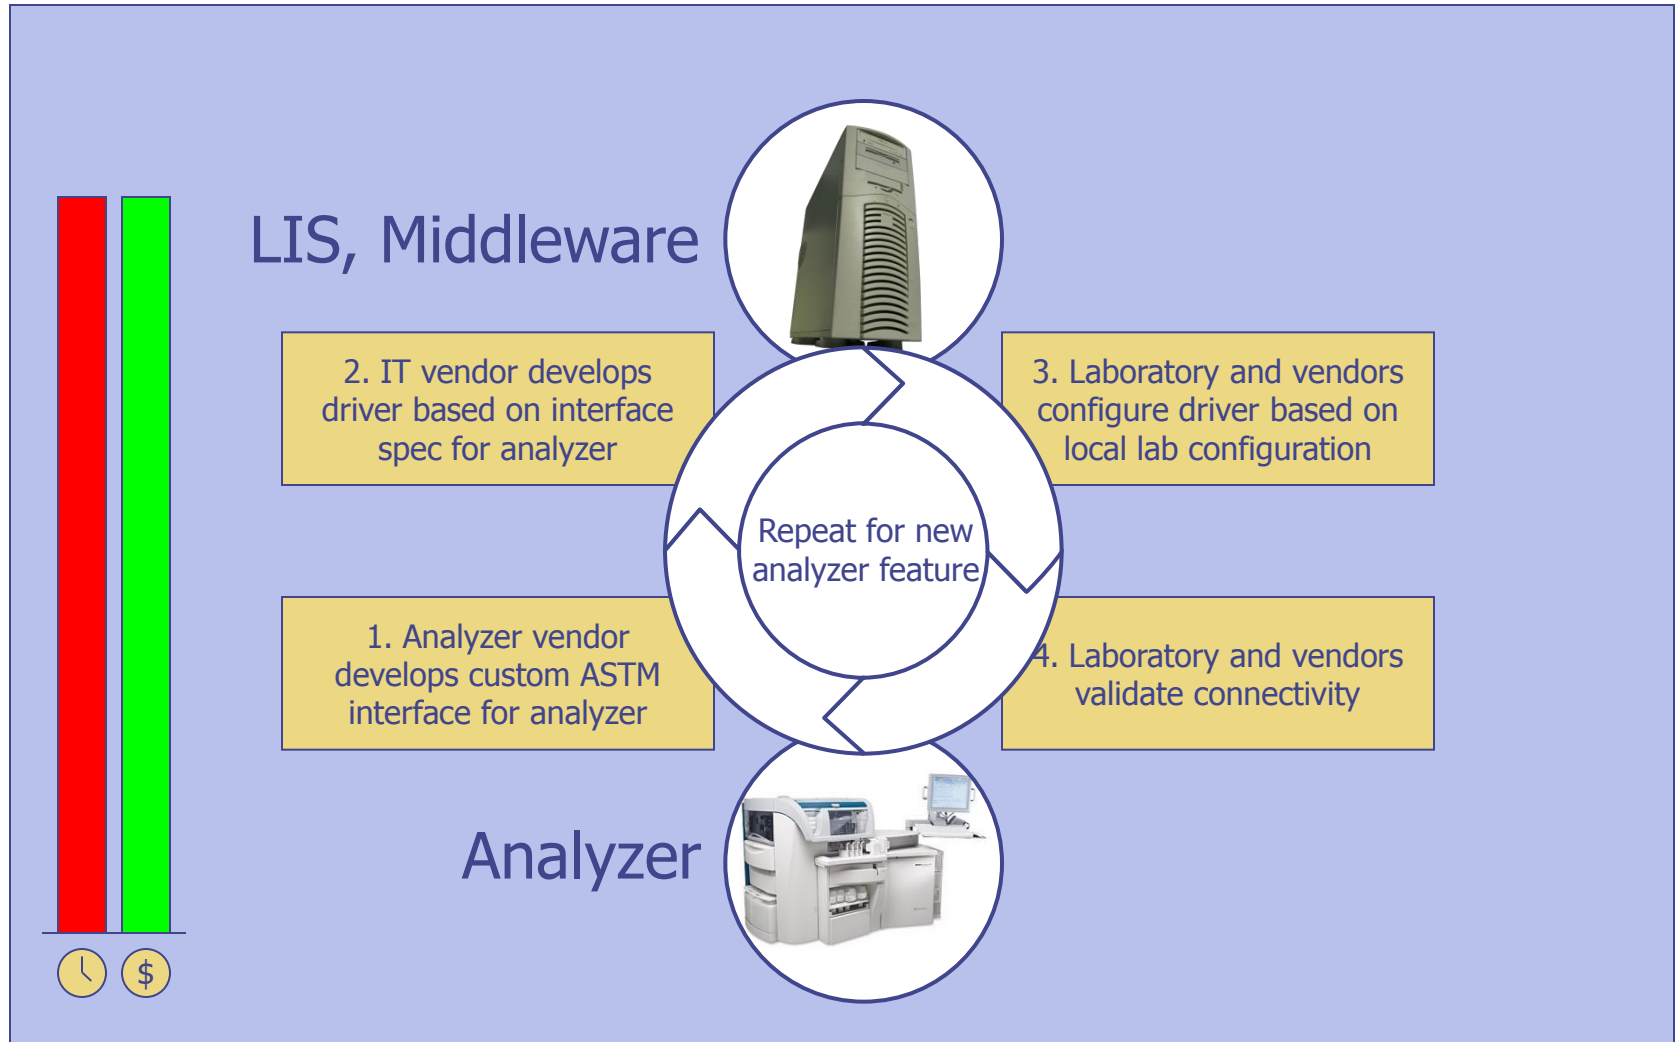 LIS, Middleware
2. IT vendor develops
driver based on interface
spec for analyzer
3. Laboratory and vendors
configure driver based on
local lab configuration
Repeat for new
analyzer feature
1. Analyzer vendor
develops custom ASTM
interface for analyzer
4. Laboratory and vendors
validate connectivity
Analyzer
$